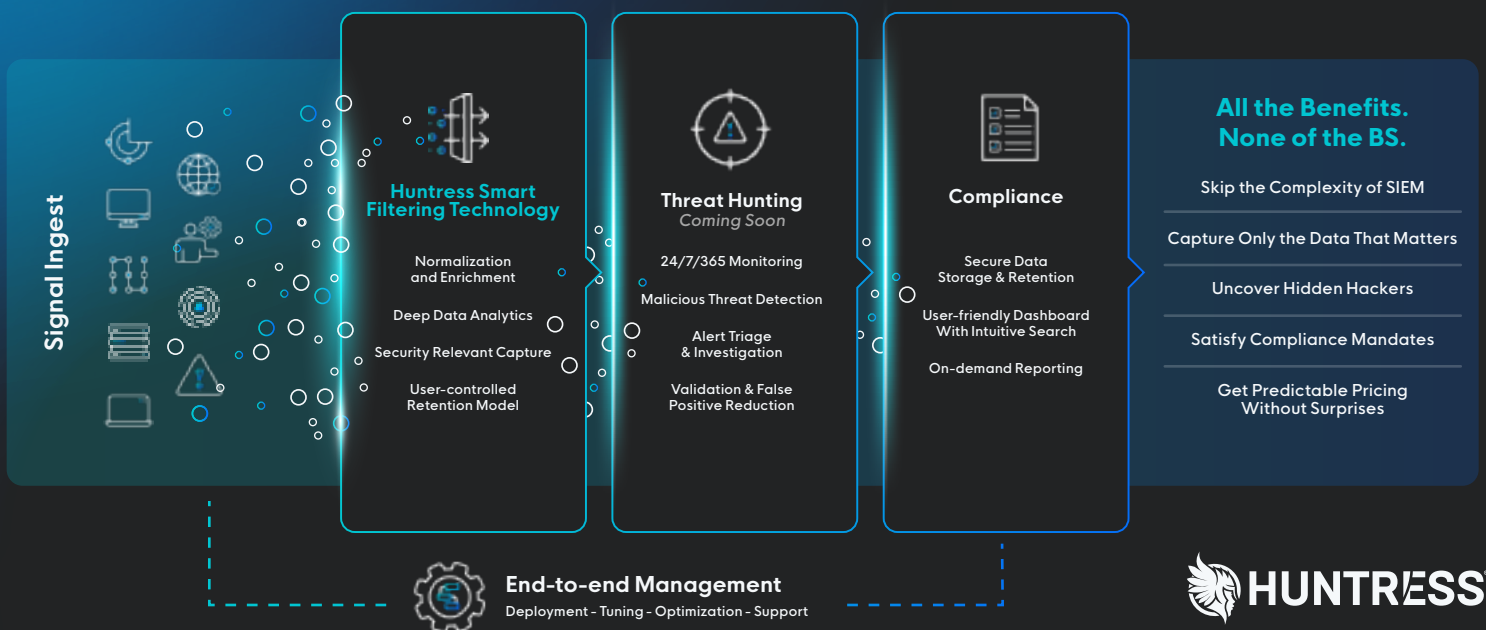 Signal Ingest
Huntress Smart
Filtering Technology
Normalization
and Enrichment
Deep Data Analytics
Security Relevant Capture
User-controlled
Retention Model
Threat Hunting
Coming Soon
24/7/365 Monitoring
Malicious Threat Detection
Alert Triage
& Investigation
Validation & False
Positive Reduction
Compliance
Secure Data
Storage & Retention
User-friendly Dashboard
With Intuitive Search
On-demand Reporting
All the Benefits.
None of the BS.
Skip the Complexity of SIEM
Capture Only the Data That Matters
Uncover Hidden Hackers
Satisfy Compliance Mandates
Get Predictable Pricing
Without Surprises
End-to-end Management
Deployment - Tuning - Optimization - Support
HUNTRESS